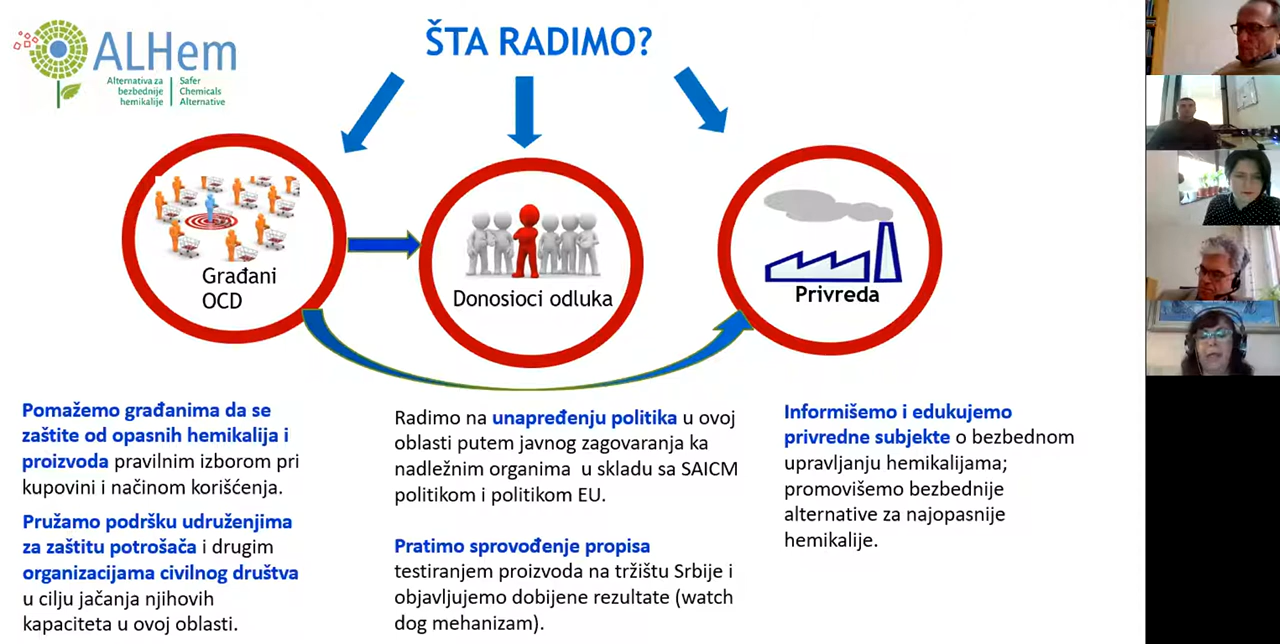 ŠTA RADIMO?
ALHem
Alternativa za
bezbednije
hemikalije
Safer
Chemicals
Alternative
Građani
OCD
Donosioci odluka
Privreda
Pomažemo građanima da se
zaštite od opasnih hemikalija i
proizvoda pravilnim izborom pri
kupovini i načinom korišćenja.
Pružamo podršku udruženjima
za zaštitu potrošača i drugim
organizacijama civilnog društva
u cilju jačanja njihovih
kapaciteta u ovoj oblasti.
Radimo na unapređenju politika u ovoj
oblasti putem javnog zagovaranja ka
nadležnim organima u skladu sa SAICM
politikom i politikom EU.
Pratimo sprovođenje propisa
testiranjem proizvoda na tržištu Srbije i
objavljujemo dobijene rezultate (watch
dog mehanizam).
Informišemo i edukujemo
privredne subjekte o bezbednom
upravljanju hemikalijama;
promovišemo bezbednije
alternative za najopasnije
hemikalije.